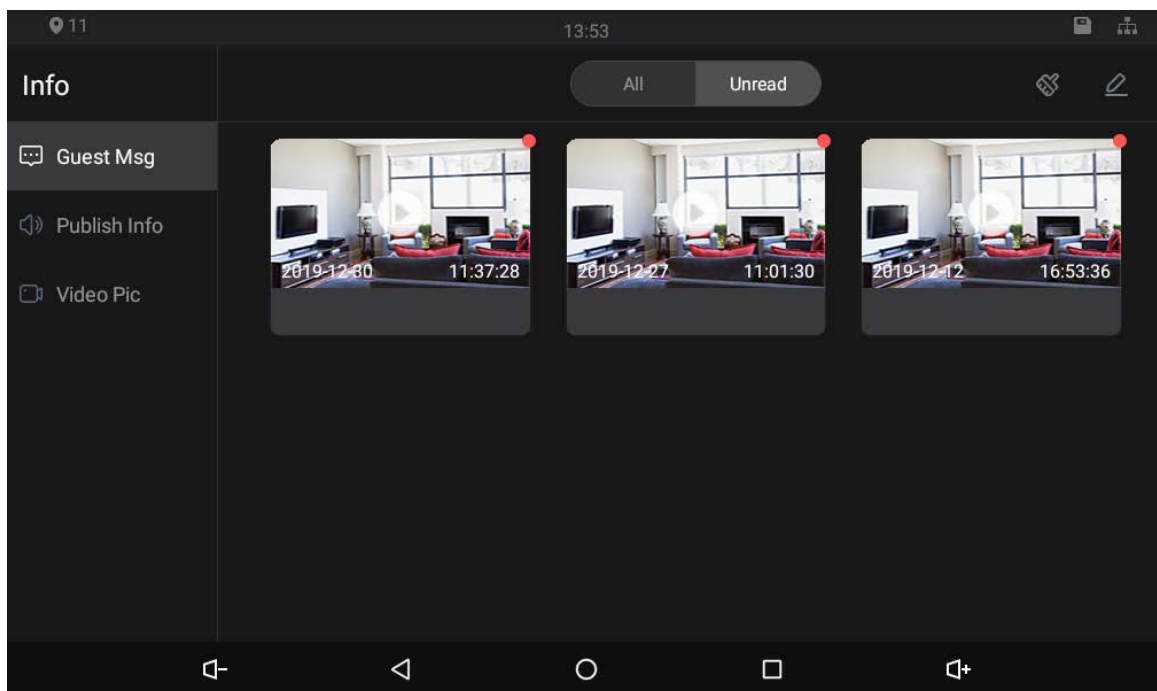 11
13:53
Info
All
Unread
Guest Msg
Publish Info
Video Pic
2019-12-30 11:37:28
2019-12-27 11:01:30
2019-12-12 16:53:36